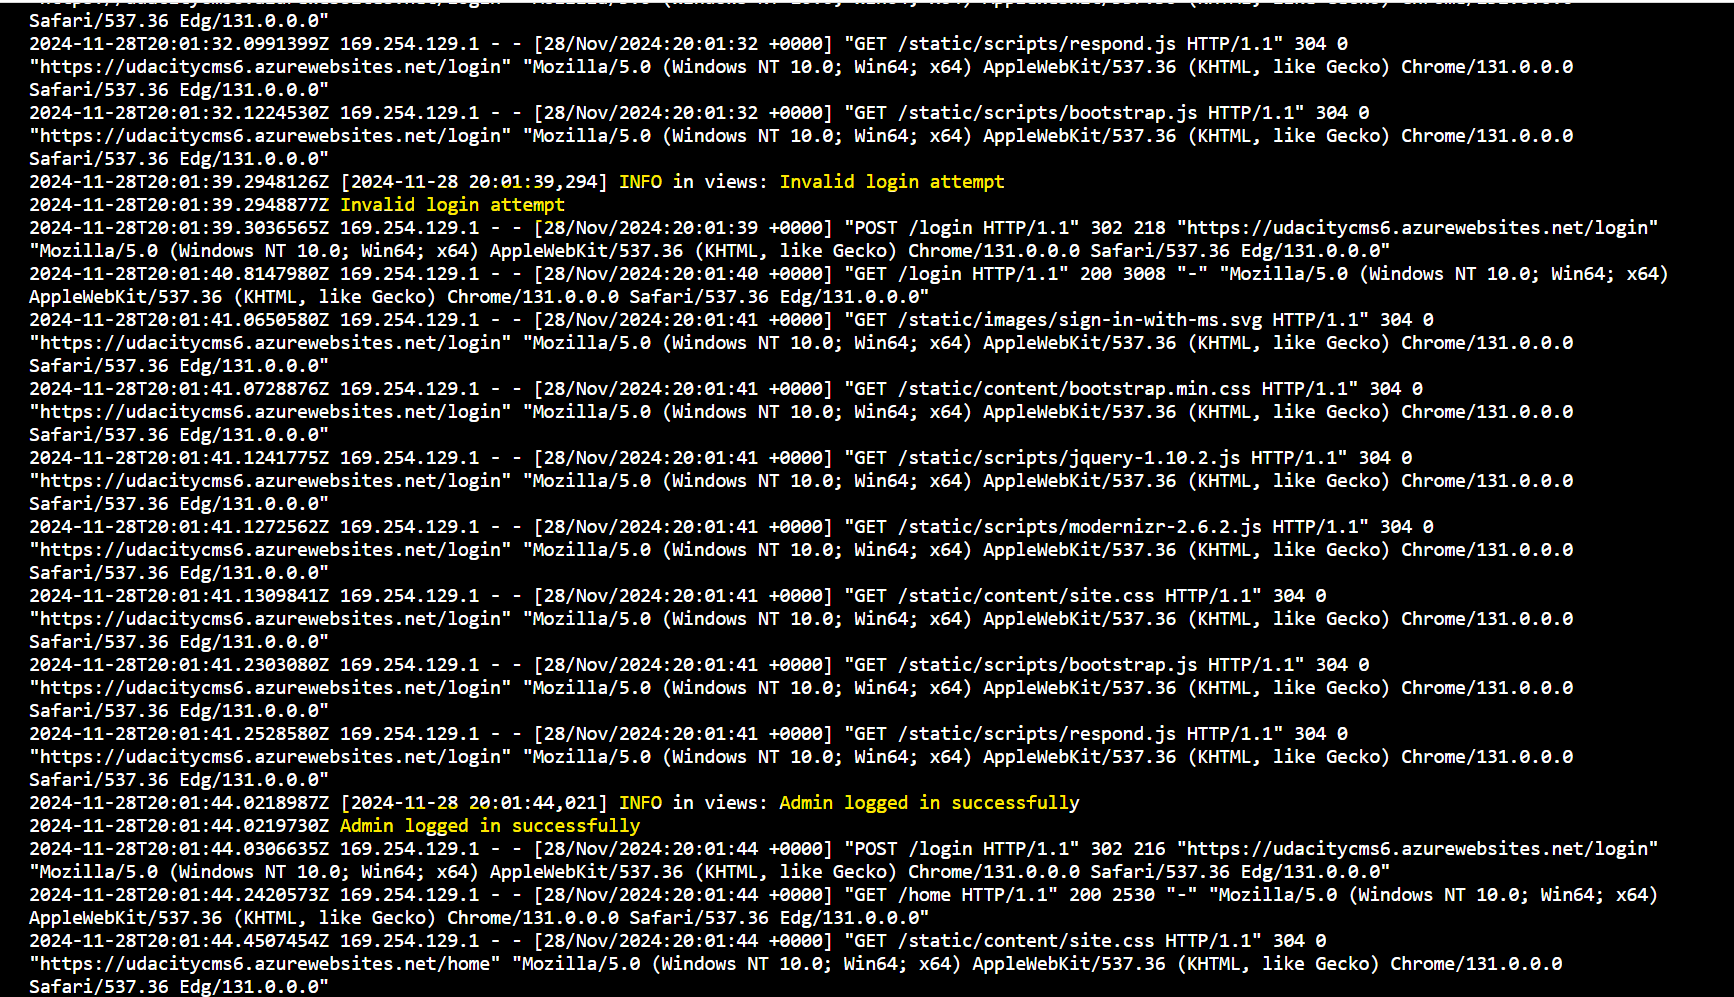 Safari/537.36 Edg/131.0.0.0"
2024-11-28T20:01:32.0991399Z 169.254.129.1 - - [28/Nov/2024:20:01:32 +0000] "GET /static/scripts/respond.js HTTP/1.1" 304 0
"https://udacitycms6.azurewebsites.net/login" "Mozilla/5.0 (Windows NT 10.0; Win64; x64) AppleWebKit/537.36 (KHTML, like Gecko) Chrome/131.0.0.0
Safari/537.36 Edg/131.0.0.0"
2024-11-28T20:01:32.1224530Z 169.254.129.1 - - [28/Nov/2024:20:01:32 +0000] "GET /static/scripts/bootstrap.js HTTP/1.1" 304 0
"https://udacitycms6.azurewebsites.net/login" "Mozilla/5.0 (Windows NT 10.0; Win64; x64) AppleWebKit/537.36 (KHTML, like Gecko) Chrome/131.0.0.0
Safari/537.36 Edg/131.0.0.0"
2024-11-28T20:01:39.2948126Z [2024-11-28 20:01:39,294] INFO in views: Invalid login attempt
2024-11-28T20:01:39.2948877Z Invalid login attempt
2024-11-28T20:01:39.3036565Z 169.254.129.1 - - [28/Nov/2024:20:01:39 +0000] "POST /login HTTP/1.1" 302 218 "https://udacitycms6.azurewebsites.net/login"
"Mozilla/5.0 (Windows NT 10.0; Win64; x64) AppleWebKit/537.36 (KHTML, like Gecko) Chrome/131.0.0.0 Safari/537.36 Edg/131.0.0.0"
2024-11-28T20:01:40.8147980Z 169.254.129.1 - - [28/Nov/2024:20:01:40 +0000] "GET /login HTTP/1.1" 200 3008 "-" "Mozilla/5.0 (Windows NT 10.0; Win64; x64)
AppleWebKit/537.36 (KHTML, like Gecko) Chrome/131.0.0.0 Safari/537.36 Edg/131.0.0.0"
2024-11-28T20:01:41.0650580Z 169.254.129.1 - - [28/Nov/2024:20:01:41 +0000] "GET /static/images/sign-in-with-ms.svg HTTP/1.1" 304 0
"https://udacitycms6.azurewebsites.net/login" "Mozilla/5.0 (Windows NT 10.0; Win64; x64) AppleWebKit/537.36 (KHTML, like Gecko) Chrome/131.0.0.0
Safari/537.36 Edg/131.0.0.0"
2024-11-28T20:01:41.0728876Z 169.254.129.1 - - [28/Nov/2024:20:01:41 +0000] "GET /static/content/bootstrap.min.css HTTP/1.1" 304 0
"https://udacitycms6.azurewebsites.net/login" "Mozilla/5.0 (Windows NT 10.0; Win64; x64) AppleWebKit/537.36 (KHTML, like Gecko) Chrome/131.0.0.0
Safari/537.36 Edg/131.0.0.0"
2024-11-28T20:01:41.1241775Z 169.254.129.1 - - [28/Nov/2024:20:01:41 +0000] "GET /static/scripts/jquery-1.10.2.js HTTP/1.1" 304 0
"https://udacitycms6.azurewebsites.net/login" "Mozilla/5.0 (Windows NT 10.0; Win64; x64) AppleWebKit/537.36 (KHTML, like Gecko) Chrome/131.0.0.0
Safari/537.36 Edg/131.0.0.0"
2024-11-28T20:01:41.1272562Z 169.254.129.1 - - [28/Nov/2024:20:01:41 +0000] "GET /static/scripts/modernizr-2.6.2.js HTTP/1.1" 304 0
"https://udacitycms6.azurewebsites.net/login" "Mozilla/5.0 (Windows NT 10.0; Win64; x64) AppleWebKit/537.36 (KHTML, like Gecko) Chrome/131.0.0.0
Safari/537.36 Edg/131.0.0.0"
2024-11-28T20:01:41.1309841Z 169.254.129.1 - - [28/Nov/2024:20:01:41 +0000] "GET /static/content/site.css HTTP/1.1" 304 0
"https://udacitycms6.azurewebsites.net/login" "Mozilla/5.0 (Windows NT 10.0; Win64; x64) AppleWebKit/537.36 (KHTML, like Gecko) Chrome/131.0.0.0
Safari/537.36 Edg/131.0.0.0"
2024-11-28T20:01:41.2303080Z 169.254.129.1 - - [28/Nov/2024:20:01:41 +0000] "GET /static/scripts/bootstrap.js HTTP/1.1" 304 0
"https://udacitycms6.azurewebsites.net/login" "Mozilla/5.0 (Windows NT 10.0; Win64; x64) AppleWebKit/537.36 (KHTML, like Gecko) Chrome/131.0.0.0
Safari/537.36 Edg/131.0.0.0"
2024-11-28T20:01:41.2528580Z 169.254.129.1 - - [28/Nov/2024:20:01:41 +0000] "GET /static/scripts/respond.js HTTP/1.1" 304 0
"https://udacitycms6.azurewebsites.net/login" "Mozilla/5.0 (Windows NT 10.0; Win64; x64) AppleWebKit/537.36 (KHTML, like Gecko) Chrome/131.0.0.0
Safari/537.36 Edg/131.0.0.0"
2024-11-28T20:01:44.0218987Z [2024-11-28 20:01:44,021] INFO in views: Admin logged in successfully
2024-11-28T20:01:44.0219730Z Admin logged in successfully
2024-11-28T20:01:44.0306635Z 169.254.129.1 - - [28/Nov/2024:20:01:44 +0000] "POST /login HTTP/1.1" 302 216 "https://udacitycms6.azurewebsites.net/login"
"Mozilla/5.0 (Windows NT 10.0; Win64; x64) AppleWebKit/537.36 (KHTML, like Gecko) Chrome/131.0.0.0 Safari/537.36 Edg/131.0.0.0"
2024-11-28T20:01:44.2420573Z 169.254.129.1 - - [28/Nov/2024:20:01:44 +0000] "GET /home HTTP/1.1" 200 2530 "-" "Mozilla/5.0 (Windows NT 10.0; Win64; x64)
AppleWebKit/537.36 (KHTML, like Gecko) Chrome/131.0.0.0 Safari/537.36 Edg/131.0.0.0"
2024-11-28T20:01:44.4507454Z 169.254.129.1 - - [28/Nov/2024:20:01:44 +0000] "GET /static/content/site.css HTTP/1.1" 304 0
"https://udacitycms6.azurewebsites.net/home" "Mozilla/5.0 (Windows NT 10.0; Win64; x64) AppleWebKit/537.36 (KHTML, like Gecko) Chrome/131.0.0.0
Safari/537.36 Edg/131.0.0.0"